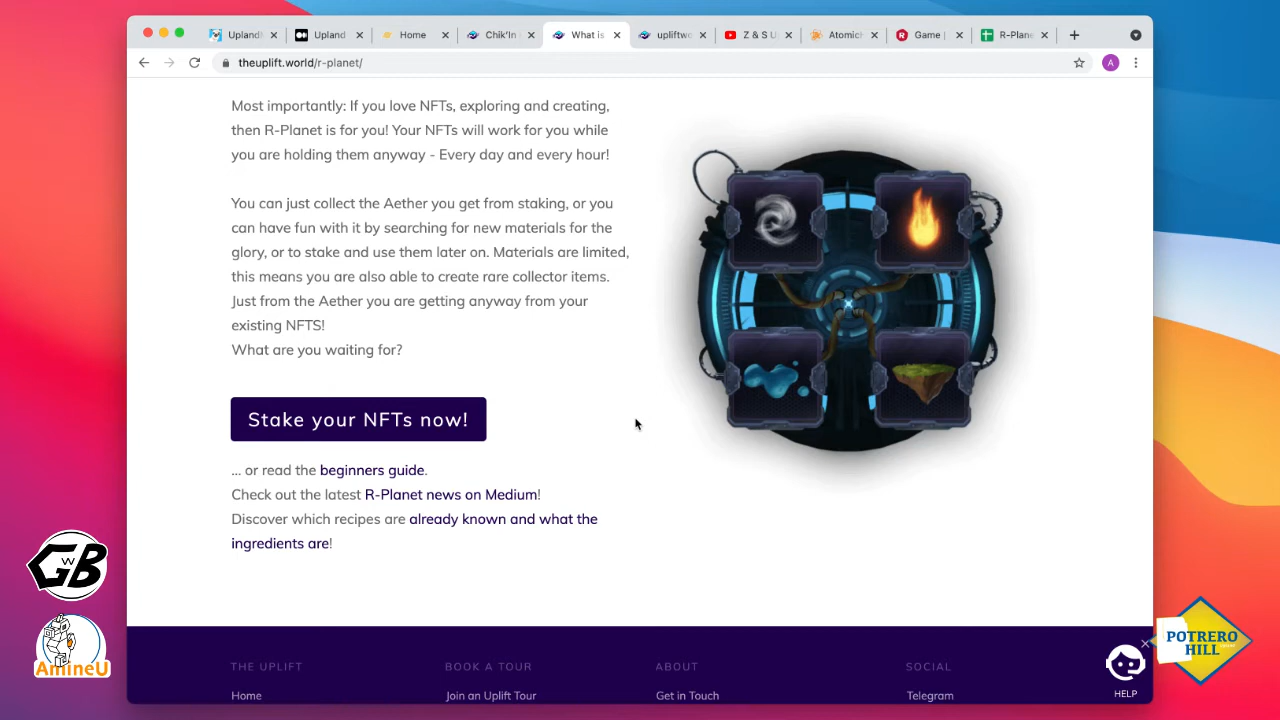 Upland
Upland
Home
Chik'In
What is
upliftwo
Z & S U
Atomic
Game |
R-Plane
theuplift.world/r-planet/
A
Most importantly: If you love NFTs, exploring and creating,
then R-Planet is for you! Your NFTs will work for you while
you are holding them anyway - Every day and every hour!
You can just collect the Aether you get from staking, or you
can have fun with it by searching for new materials for the
glory, or to stake and use them later on. Materials are limited,
this means you are also able to create rare collector items.
Just from the Aether you are getting anyway from your
existing NFTS!
What are you waiting for?
Stake your NFTs now!
... or read the beginners guide.
Check out the latest R-Planet news on Medium!
Discover which recipes are already known and what the
ingredients are!
THE UPLIFT
BOOK A TOUR
ABOUT
SOCIAL
Home
Join an Uplift Tour
Get in Touch
Telegram
HELP
GWB
AmineU
POTRERO
HILL